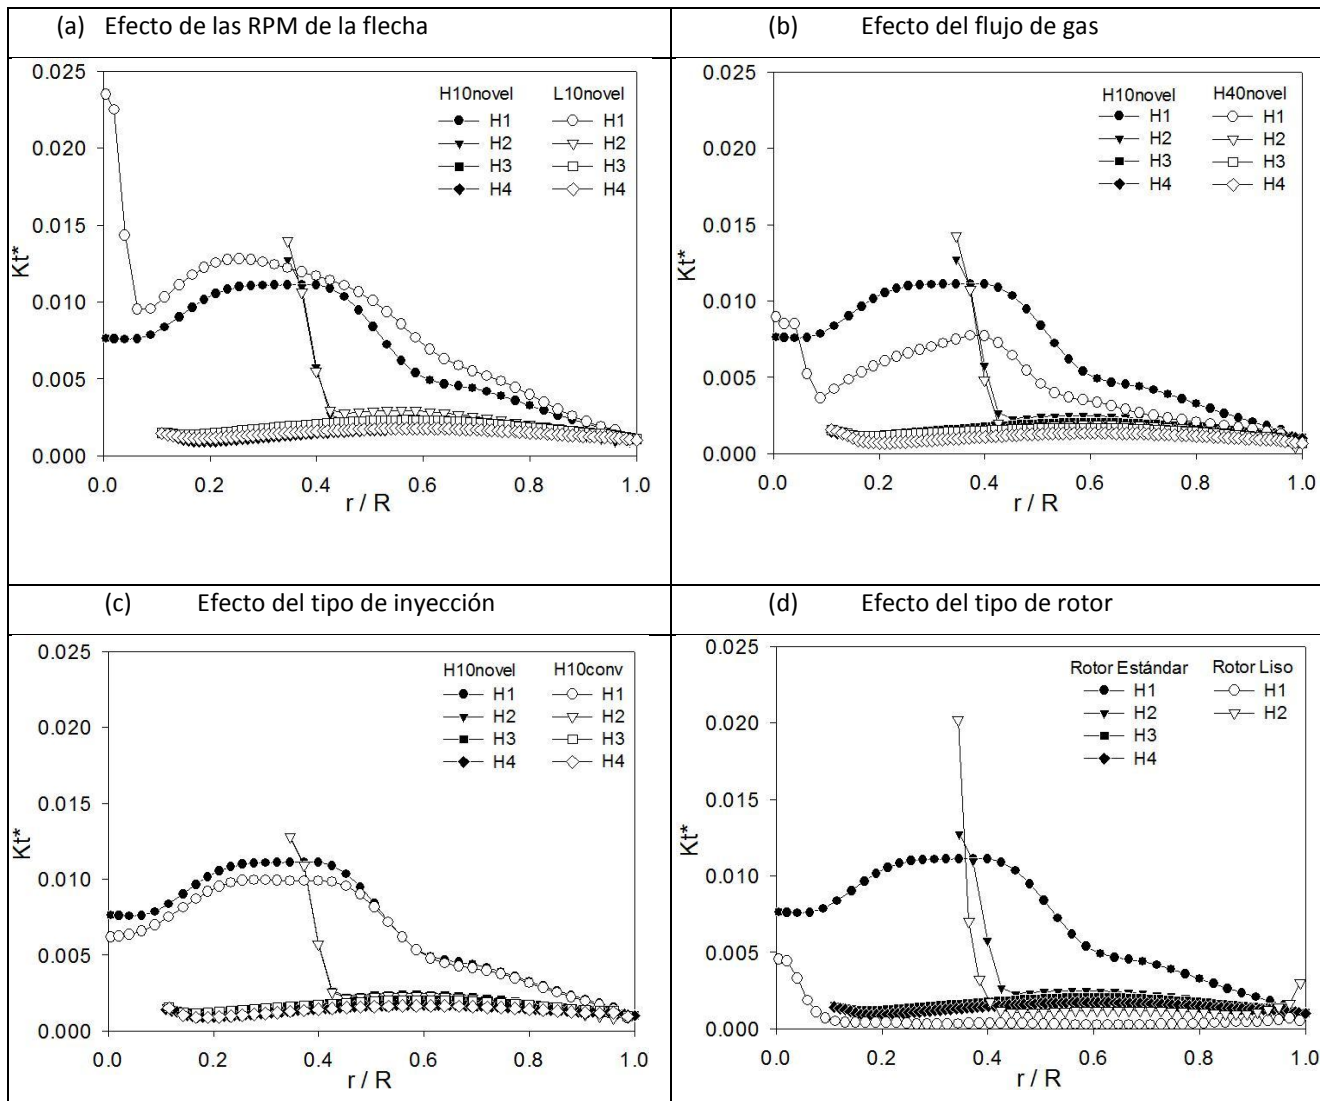 (a) Efecto de las RPM de la flecha
0.025
0.020
0.015
0.010
0.005
0.000
Kt*
H10novel L10novel
H1 H1
H2 H2
H3 H3
H4 H4
0.0 0.2 0.4 0.6 0.8 1.0
r / R
(b) Efecto del flujo de gas
0.025
0.020
0.015
0.010
0.005
0.000
Kt*
H10novel H40novel
H1 H1
H2 H2
H3 H3
H4 H4
0.0 0.2 0.4 0.6 0.8 1.0
r / R
(c) Efecto del tipo de inyección
0.025
0.020
0.015
0.010
0.005
0.000
Kt*
H10novel H10conv
H1 H1
H2 H2
H3 H3
H4 H4
0.0 0.2 0.4 0.6 0.8 1.0
r / R
(d) Efecto del tipo de rotor
0.025
0.020
0.015
0.010
0.005
0.000
Kt*
Rotor Estándar Rotor Liso
H1 H1
H2 H2
H3
H4
0.0 0.2 0.4 0.6 0.8 1.0
r / R